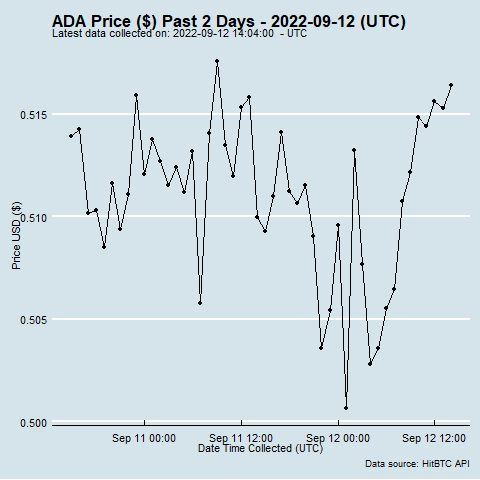 ADA Price ($) Past 2 Days - 2022-09-12 (UTC)
Latest data collected on: 2022-09-12 14:04:00  - UTC
0.515
0.510
0.505
0.500
Price USD ($)
Sep 11 00:00 Sep 11 12:00 Sep 12 00:00 Sep 12 12:00
Date Time Collected (UTC)
Data source: HitBTC API